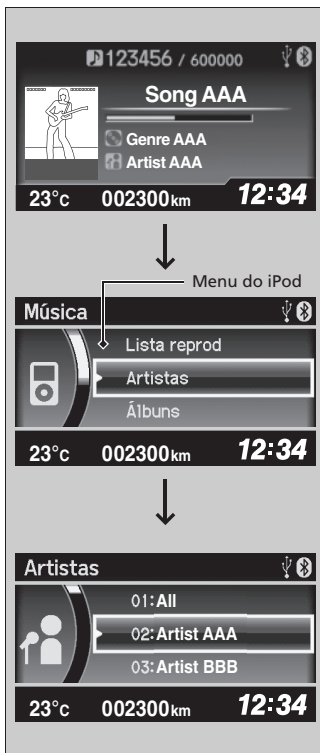 123456 / 600000
Song AAA
Genre AAA
Artist AAA
23°c 002300km 12:34
Menu do iPod
Música
Lista reprod
Artistas
Álbuns
23°c 002300km 12:34
Artistas
01:All
02:Artist AAA
03:Artist BBB
23°c 002300km 12:34